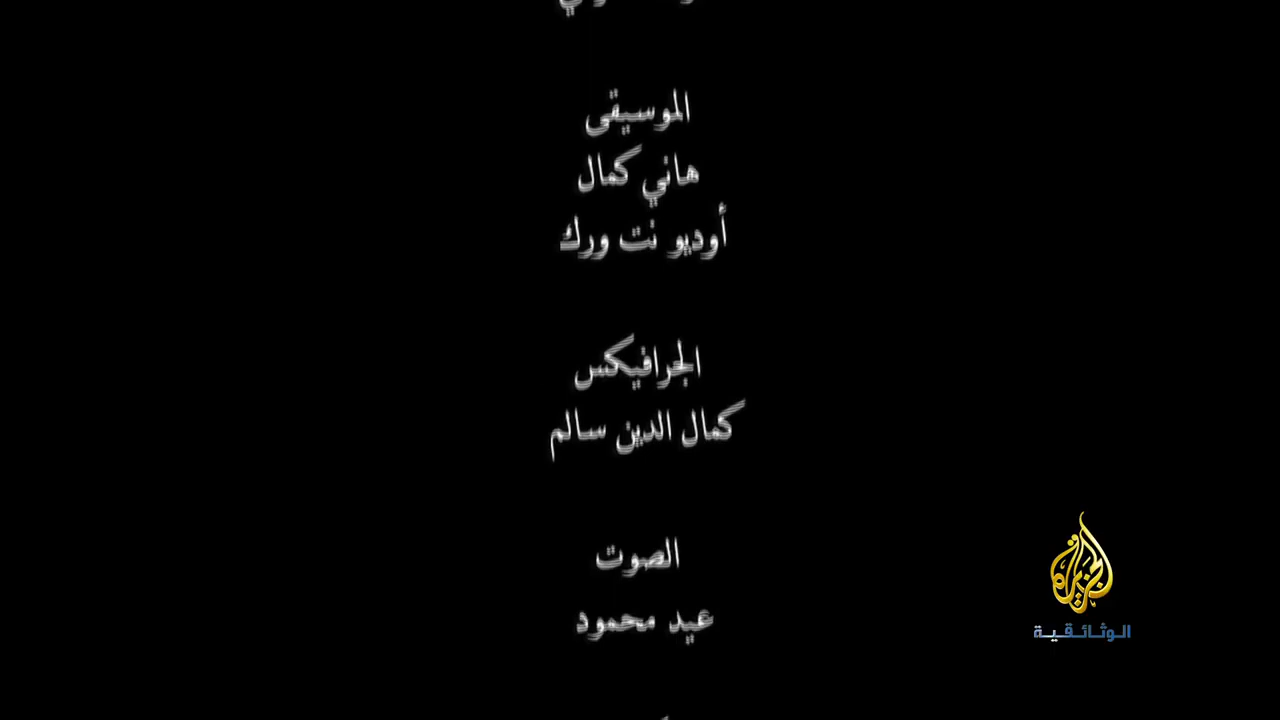 الموسيقى
هاني كمال
أوديو نت ورك
الجرافيكس
كمال الدين سالم
الصوت
عيد محمود
الجزيرة
الوثائقية